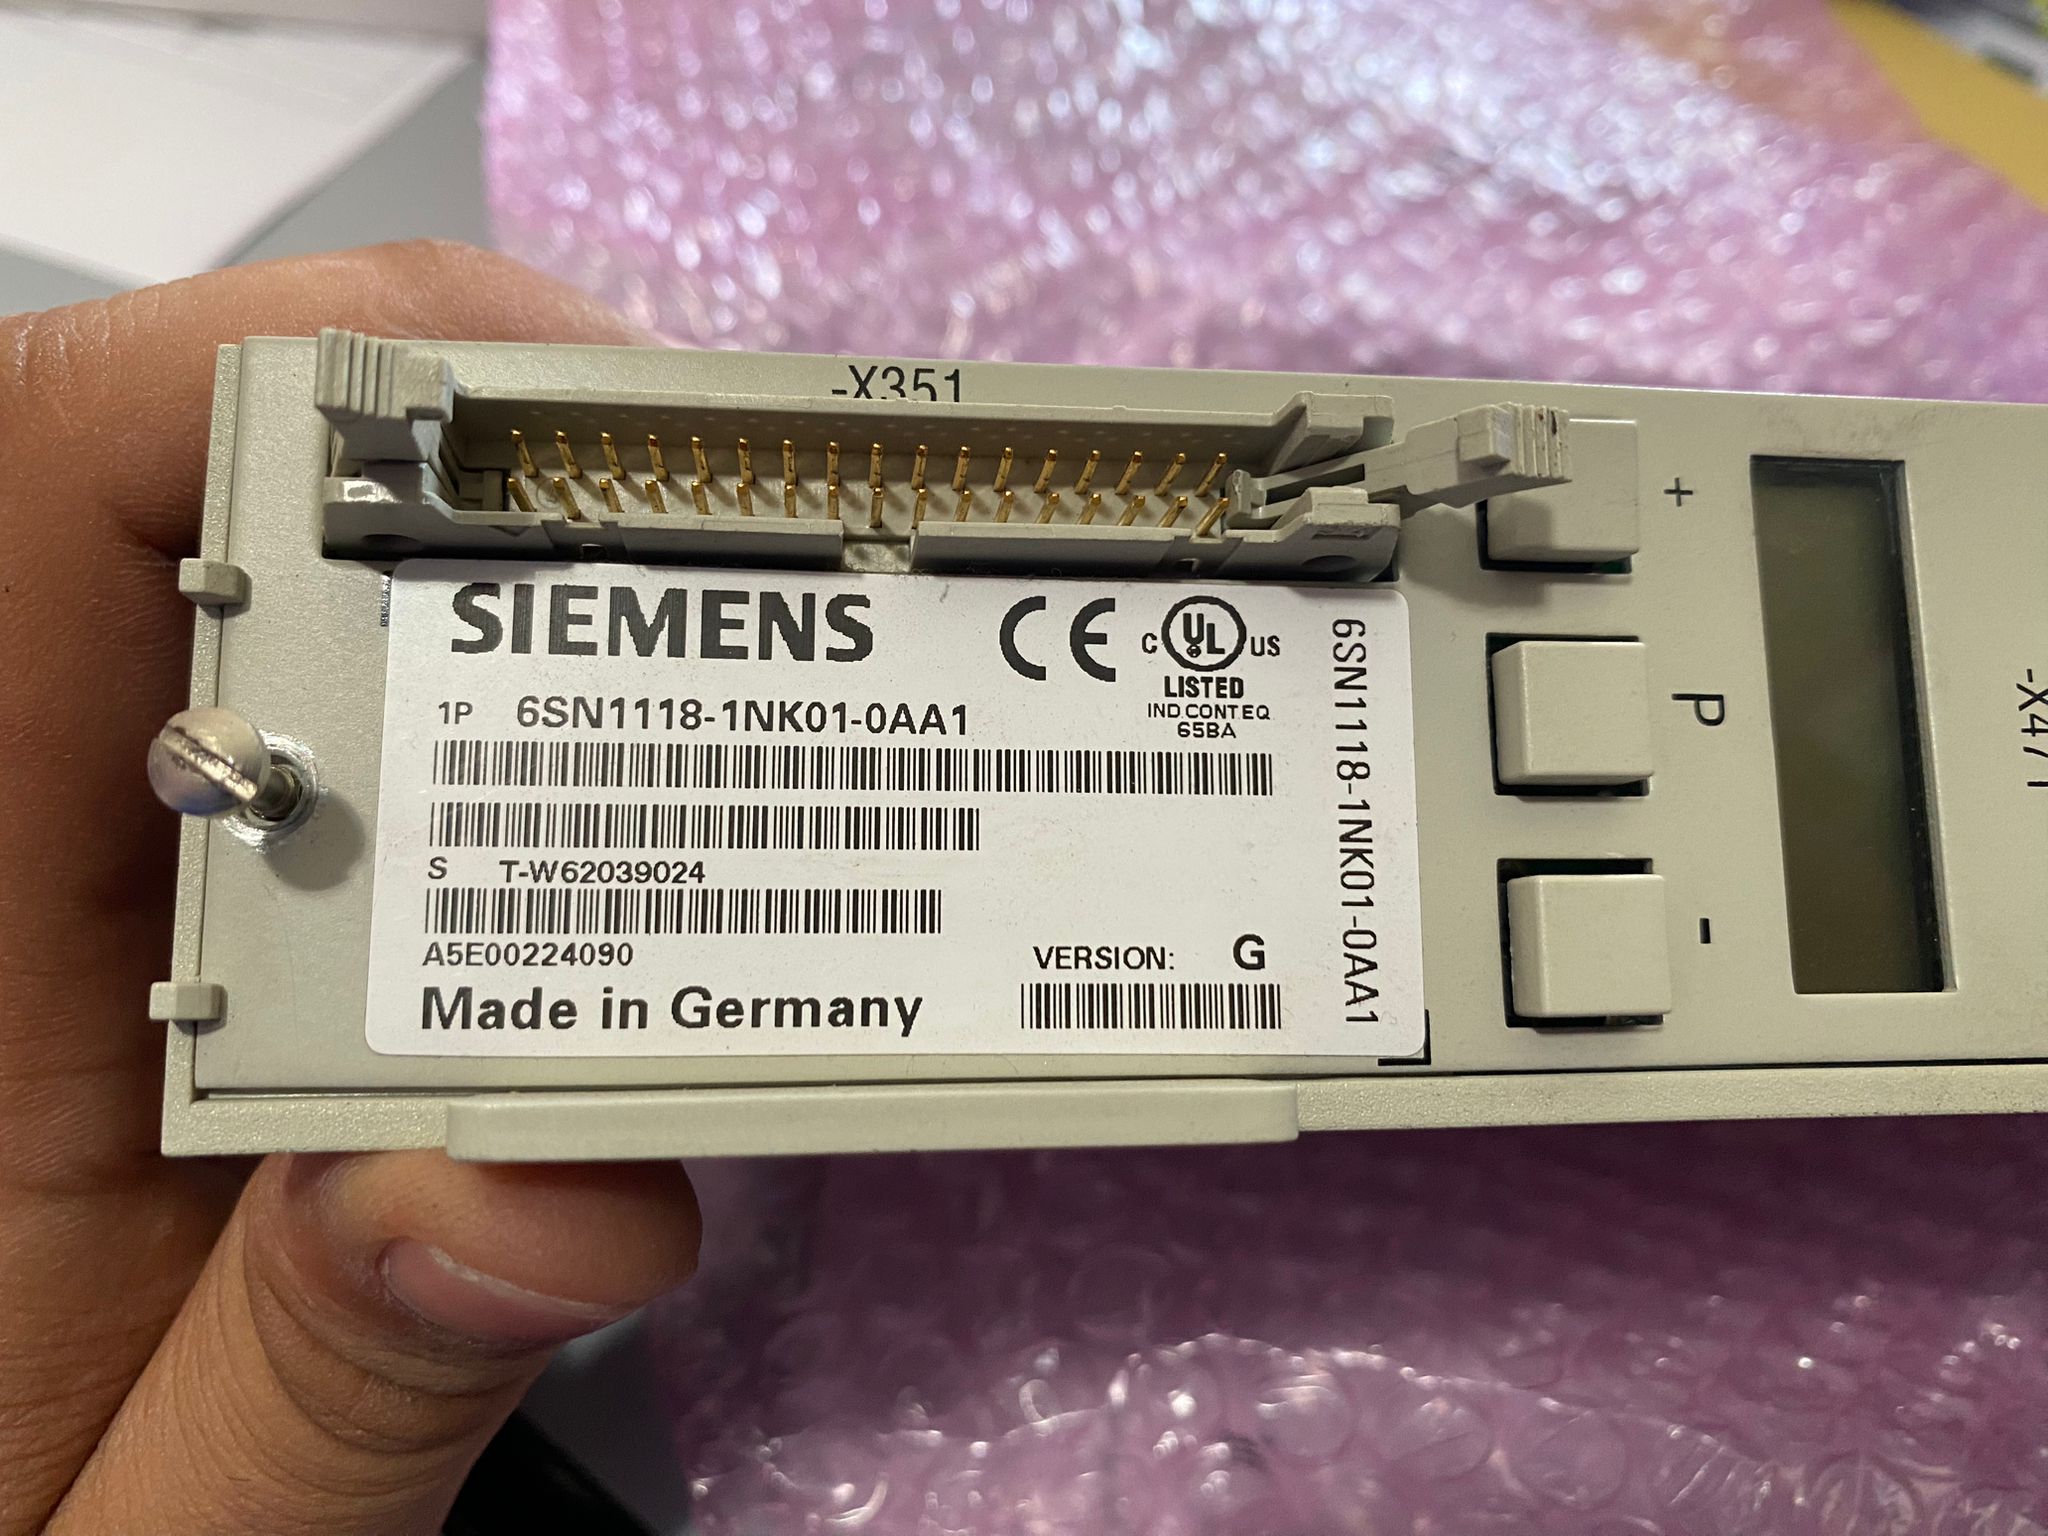 -X351
SIEMENS
CE
C UL US
LISTED
IND.CONT.EQ
65BA
1P 6SN1118-1NK01-0AA1
S T-W62039024
A5E00224090
VERSION: G
Made in Germany
6SN1118-1NK01-0AA1
+
P
-
-X471